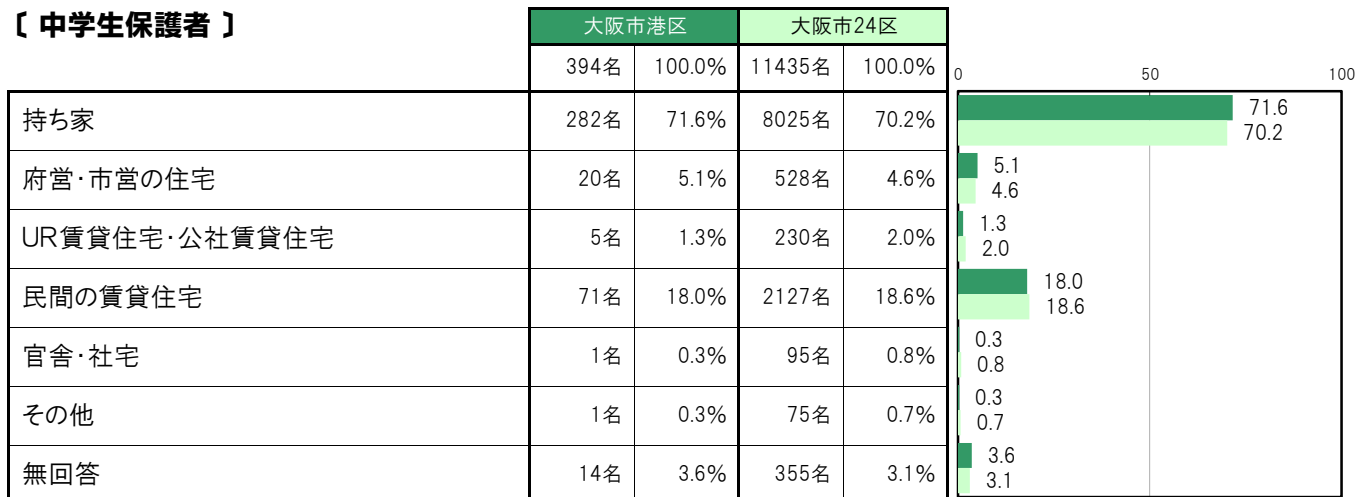 〔 中学生保護者 〕
大阪市港区 大阪市24区
394名 100.0% 11435名 100.0%
0 50 100
持ち家 282名 71.6% 8025名 70.2%
71.6
70.2
府営・市営の住宅 20名 5.1% 528名 4.6%
5.1
4.6
UR賃貸住宅・公社賃貸住宅 5名 1.3% 230名 2.0%
1.3
2.0
民間の賃貸住宅 71名 18.0% 2127名 18.6%
18.0
18.6
官舎・社宅 1名 0.3% 95名 0.8%
0.3
0.8
その他 1名 0.3% 75名 0.7%
0.3
0.7
無回答 14名 3.6% 355名 3.1%
3.6
3.1